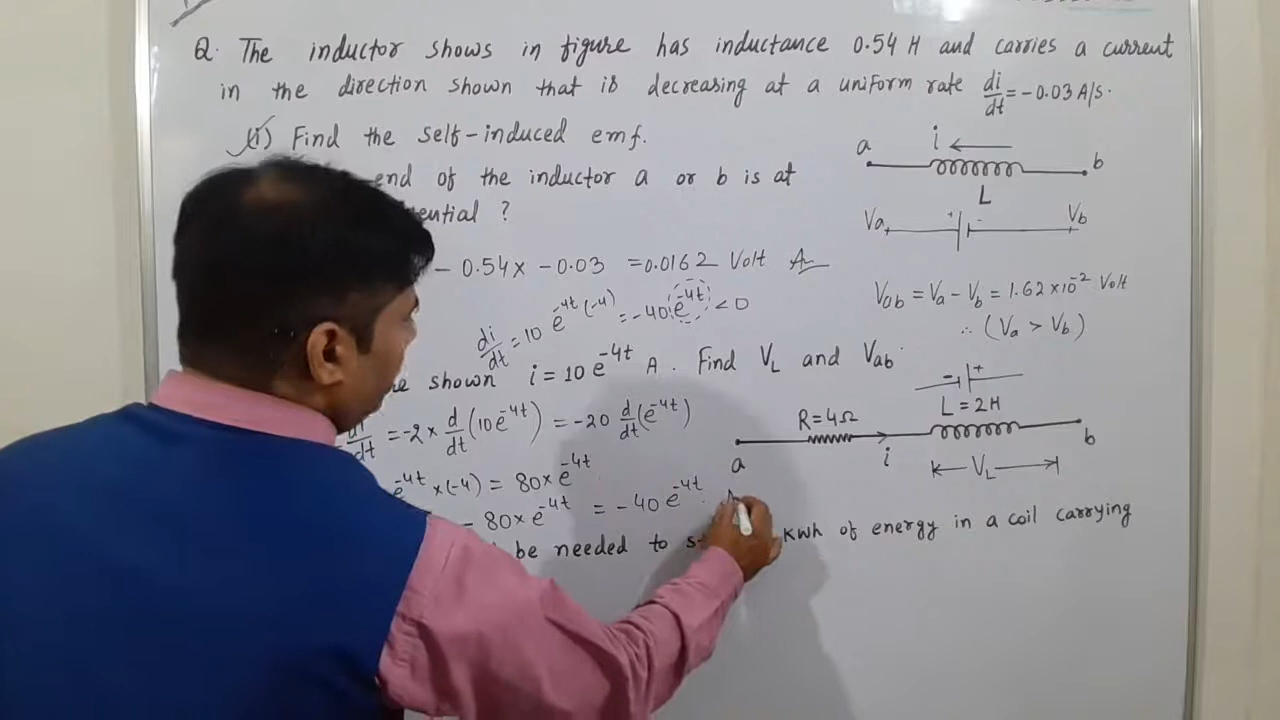 Q. The inductor shows in figure has inductance 0.54 H and carries a current
in the direction shown that is decreasing at a uniform rate di/dt = -0.03 A/S.
(i) Find the self-induced emf.
end of the inductor a or b is at
ential ?
- 0.54 x - 0.03 = 0.0162 Volt A
a i ← b
L
Va + - Vb
Vab = Va - Vb = 1.62 x 10^-2 Volt
∴ (Va > Vb)
di/dt = 10 e^-4t (-4) = -40 e^-4t < 0
shown i = 10 e^-4t A. Find VL and Vab.
= -2 x d/dt (10e^-4t) = -20 d/dt (e^-4t)
e^-4t x (-4) = 80 x e^-4t
- 80 x e^-4t = -40 e^-4t.
- +
R = 4Ω L = 2H
a i b
VL
be needed to kwh of energy in a coil carrying